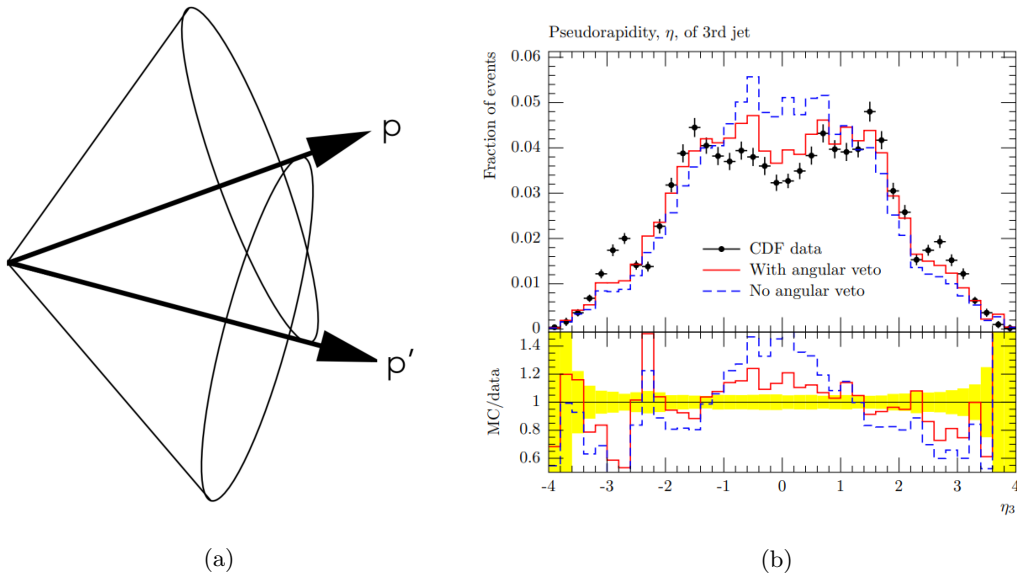 p
p'
(a)
Pseudorapidity, η, of 3rd jet
Fraction of events
0.06
0.05
0.04
0.03
0.02
0.01
0
CDF data
With angular veto
No angular veto
MC/data
1.4
1.2
1
0.8
0.6
-4 -3 -2 -1 0 1 2 3 4
η₃
(b)